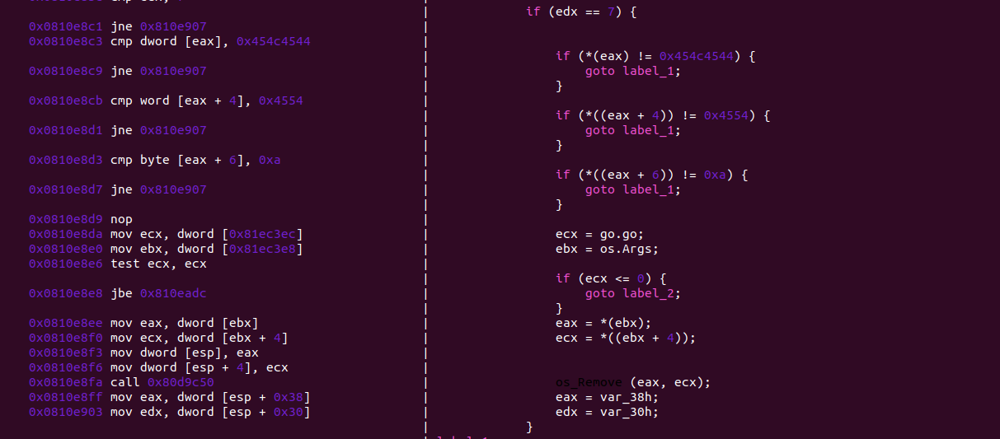 if (edx == 7) {
0x0810e8c1 jne 0x810e907 |
0x0810e8c3 cmp dword [eax], 0x454c4544 |
| if (*(eax) != 0x454c4544) {
0x0810e8c9 jne 0x810e907 | goto label_1;
| }
0x0810e8cb cmp word [eax + 4], 0x4554 |
| if (*((eax + 4)) != 0x4554) {
0x0810e8d1 jne 0x810e907 | goto label_1;
| }
0x0810e8d3 cmp byte [eax + 6], 0xa |
| if (*((eax + 6)) != 0xa) {
0x0810e8d7 jne 0x810e907 | goto label_1;
| }
0x0810e8d9 nop |
0x0810e8da mov ecx, dword [0x81ec3ec] | ecx = go.go;
0x0810e8e0 mov ebx, dword [0x81ec3e8] | ebx = os.Args;
0x0810e8e6 test ecx, ecx |
| if (ecx <= 0) {
0x0810e8e8 jbe 0x810eadc | goto label_2;
| }
0x0810e8ee mov eax, dword [ebx] | eax = *(ebx);
0x0810e8f0 mov ecx, dword [ebx + 4] | ecx = *((ebx + 4));
0x0810e8f3 mov dword [esp], eax |
0x0810e8f6 mov dword [esp + 4], ecx |
0x0810e8fa call 0x80d9c50 | os_Remove (eax, ecx);
0x0810e8ff mov eax, dword [esp + 0x38] | eax = var_38h;
0x0810e903 mov edx, dword [esp + 0x30] | edx = var_30h;
| }